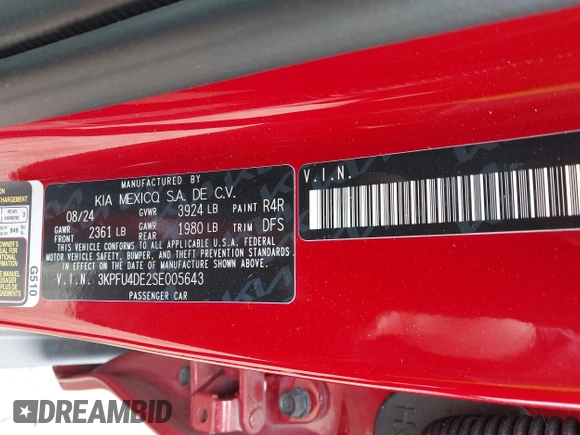 MANUFACTURED BY
KIA MEXICO S.A. DE C.V.
08/24 GVWR 3924 LB PAINT R4R
GAWR FRONT 2361 LB GAWR REAR 1980 LB TRIM DFS
THIS VEHICLE CONFORMS TO ALL APPLICABLE U.S.A. FEDERAL
MOTOR VEHICLE SAFETY, BUMPER, AND THEFT PREVENTION STANDARDS
IN EFFECT ON THE DATE OF MANUFACTURE SHOWN ABOVE.
V.I.N. 3KPFU4DE2SE005643
PASSENGER CAR
V.I.N.
G510
DREAMBID